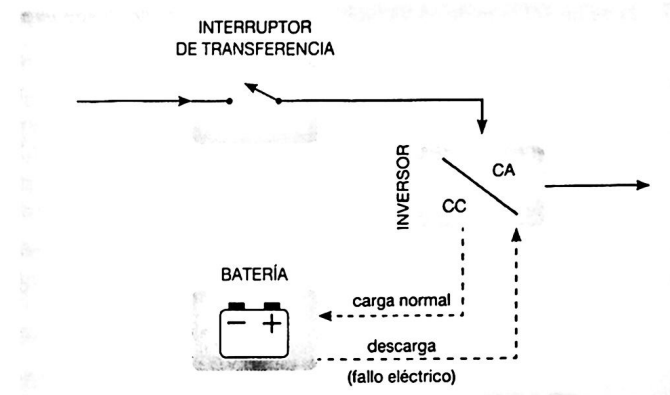 INTERRUPTOR
DE TRANSFERENCIA
INVERSOR
CA
CC
BATERÍA
carga normal
descarga
(fallo eléctrico)